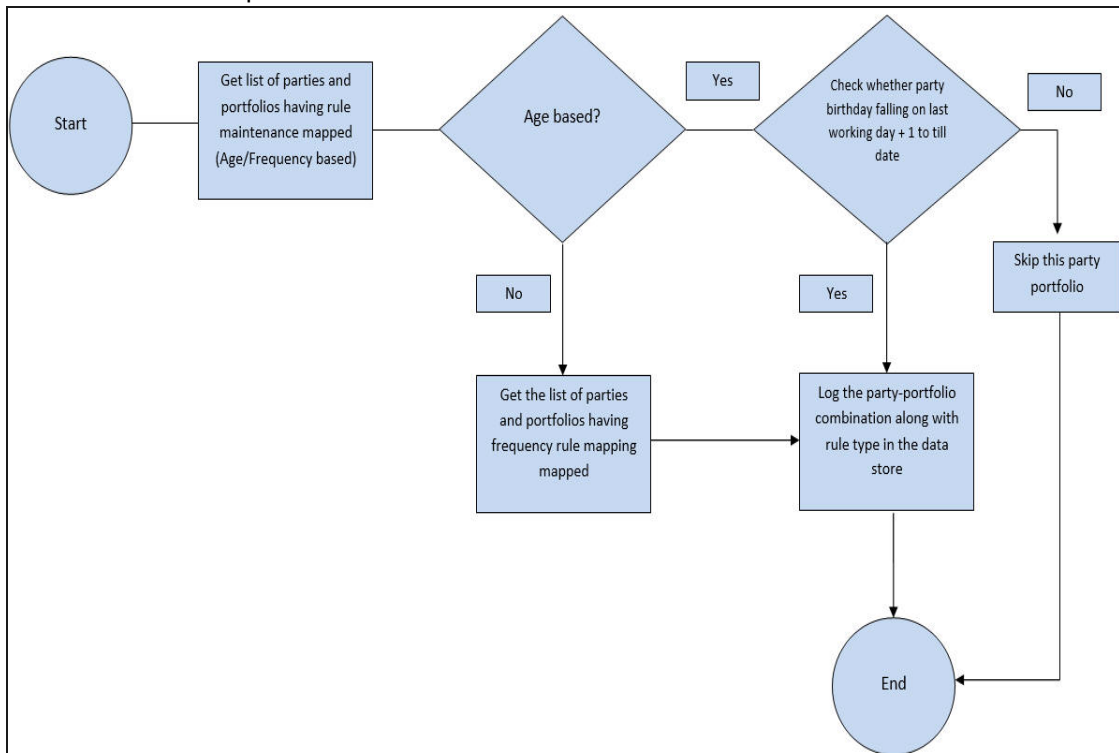 Start
Get list of parties and
portfolios having rule
maintenance mapped
(Age/Frequency based)
Age based?
Yes
Check whether party
birthday falling on last
working day + 1 to till
date
No
Skip this party
portfolio
No
Yes
Get the list of parties
and portfolios having
frequency rule mapping
mapped
Log the party-portfolio
combination along with
rule type in the data
store
End